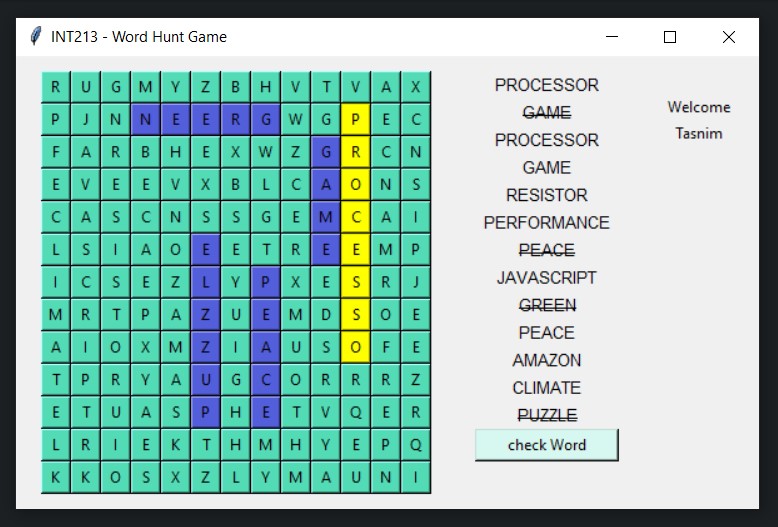 INT213 - Word Hunt Game
R U G M Y Z B H V T V A X
P J N N E E R G W G P E C
F A R B H E X W Z G R C N
E V E E V X B L C A O N S
C A S C N S S G E M C A I
L S I A O E E T R E E M P
I C S E Z L Y P X E S R J
M R T P A Z U E M D S O E
A I O X M Z I A U S O F E
T P R Y A U G C O R R R Z
E T U A S P H E T V Q E R
L R I E K T H M H Y E P Q
K K O S X Z L Y M A U N I
PROCESSOR
GAME
PROCESSOR
GAME
RESISTOR
PERFORMANCE
PEACE
JAVASCRIPT
GREEN
PEACE
AMAZON
CLIMATE
PUZZLE
check Word
Welcome
Tasnim